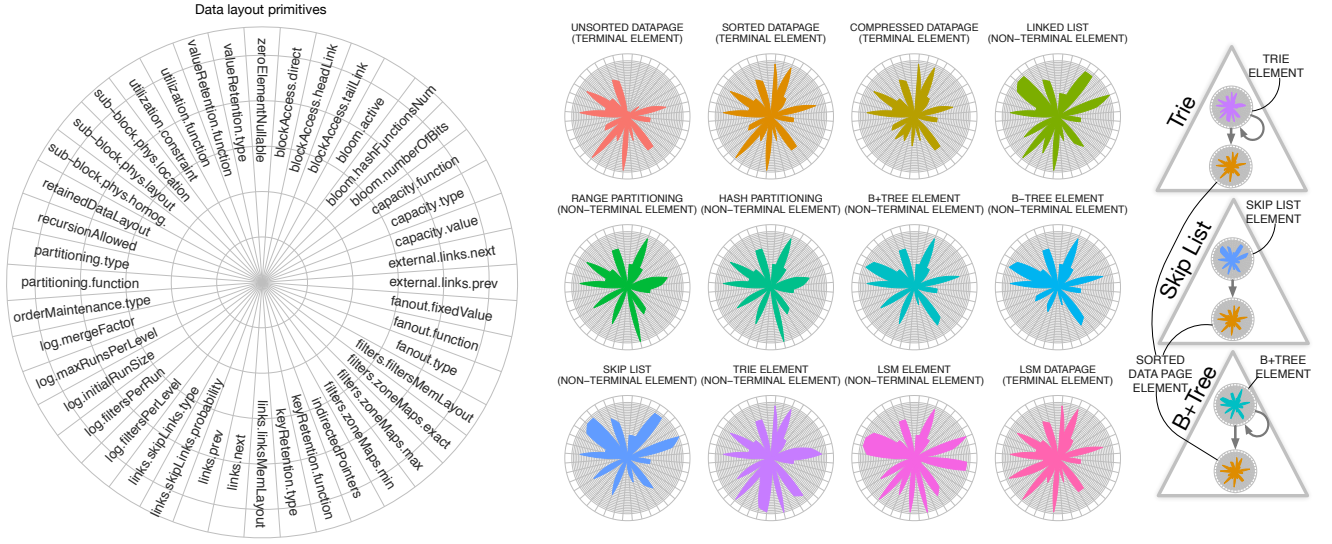 Data layout primitives
zeroElementNullable
blockAccess.direct
blockAccess.headLink
blockAccess.tailLink
bloom.active
bloom.hashFunctionsNum
bloom.numberOfBits
capacity.function
capacity.type
capacity.value
external.links.next
external.links.prev
fanout.fixedValue
fanout.function
fanout.type
filters.filtersMemLayout
filters.zoneMaps.exact
filters.zoneMaps.max
filters.zoneMaps.min
indirectedPointers
keyRetention.function
keyRetention.type
links.linksMemLayout
links.next
links.prev
links.skipLinks.probability
links.skipLinks.type
log.filtersPerLevel
log.filtersPerRun
log.initialRunSize
log.maxRunsPerLevel
log.mergeFactor
orderMaintenance.type
partitioning.function
partitioning.type
recursionAllowed
retainedDataLayout
sub−block.phys.homog.
sub−block.phys.layout
sub−block.phys.location
utilization.constraint
utilization.function
valueRetention.function
valueRetention.type
UNSORTED DATAPAGE
(TERMINAL ELEMENT)
SORTED DATAPAGE
(TERMINAL ELEMENT)
COMPRESSED DATAPAGE
(TERMINAL ELEMENT)
LINKED LIST
(NON−TERMINAL ELEMENT)
RANGE PARTITIONING
(NON−TERMINAL ELEMENT)
HASH PARTITIONING
(NON−TERMINAL ELEMENT)
B+TREE ELEMENT
(NON−TERMINAL ELEMENT)
B−TREE ELEMENT
(NON−TERMINAL ELEMENT)
SKIP LIST
(NON−TERMINAL ELEMENT)
TRIE ELEMENT
(NON−TERMINAL ELEMENT)
LSM ELEMENT
(NON−TERMINAL ELEMENT)
LSM DATAPAGE
(TERMINAL ELEMENT)
Trie
TRIE
ELEMENT
Skip List
SKIP LIST
ELEMENT
SORTED
DATA PAGE
ELEMENT
B+Tree
B+TREE
ELEMENT